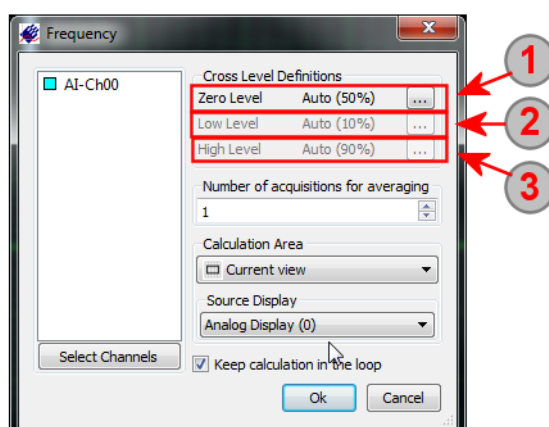 Frequency
X
AI-Ch00
Select Channels
Cross Level Definitions
Zero Level Auto (50%) ...
Low Level Auto (10%) ...
High Level Auto (90%) ...
Number of acquisitions for averaging
1
Calculation Area
Current view
Source Display
Analog Display (0)
Keep calculation in the loop
Ok Cancel
1
2
3